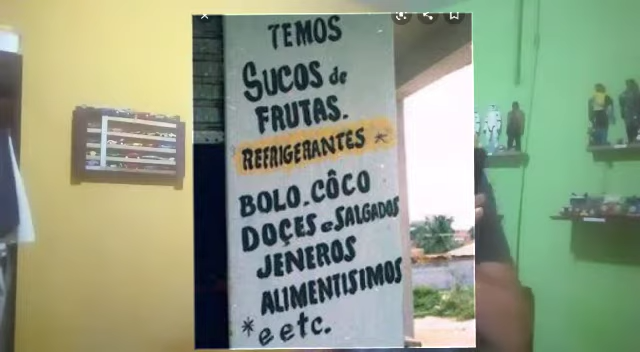 TEMOS
SUCOS de
FRUTAS.
REFRIGERANTES *
BOLO. CÔCO
DOÇES e SALGADOS
JENEROS
ALIMENTISIMOS
* e etc.